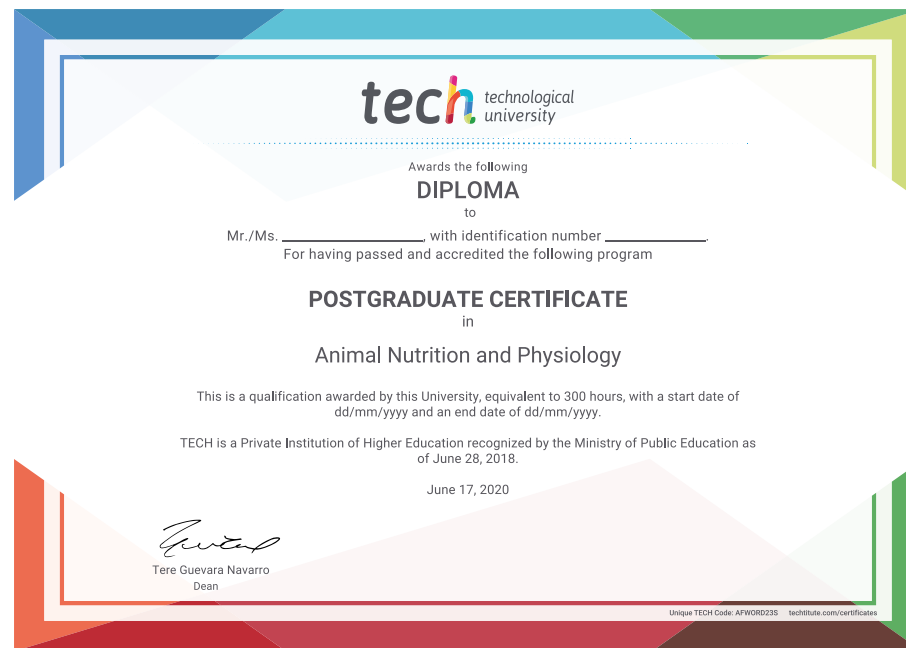 tech technological
university
Awards the following
DIPLOMA
to
Mr./Ms. ____________________, with identification number ______________.
For having passed and accredited the following program
POSTGRADUATE CERTIFICATE
in
Animal Nutrition and Physiology
This is a qualification awarded by this University, equivalent to 300 hours, with a start date of
dd/mm/yyyy and an end date of dd/mm/yyyy.
TECH is a Private Institution of Higher Education recognized by the Ministry of Public Education as
of June 28, 2018.
June 17, 2020
Tere Guevara Navarro
Dean
Unique TECH Code: AFWORD23S techtitute.com/certificates